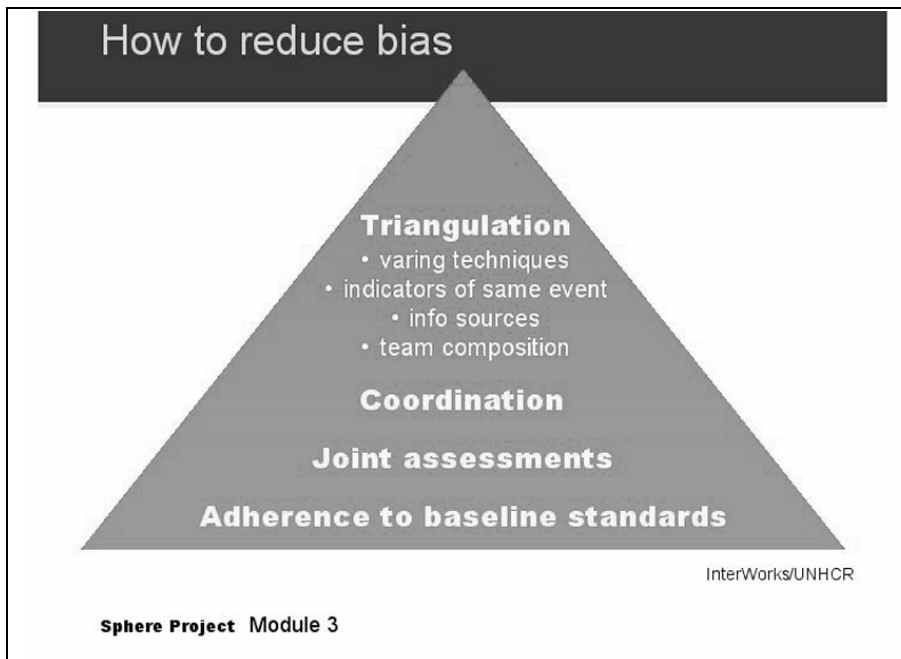 How to reduce bias
Triangulation
• varing techniques
• indicators of same event
• info sources
• team composition
Coordination
Joint assessments
Adherence to baseline standards
InterWorks/UNHCR
Sphere Project Module 3